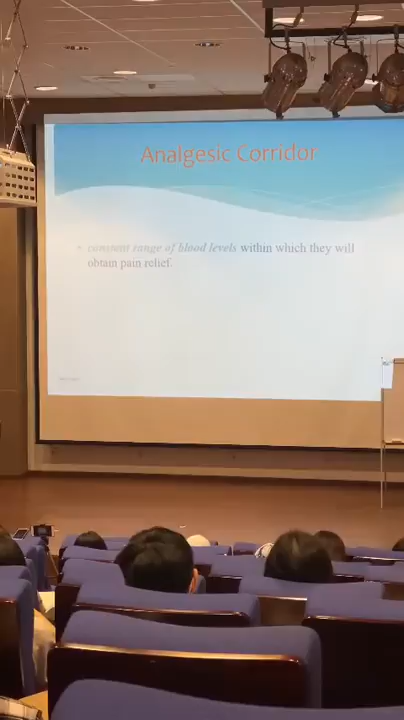 Analgesic Corridor
constant range of blood levels within which they will
obtain pain relief.